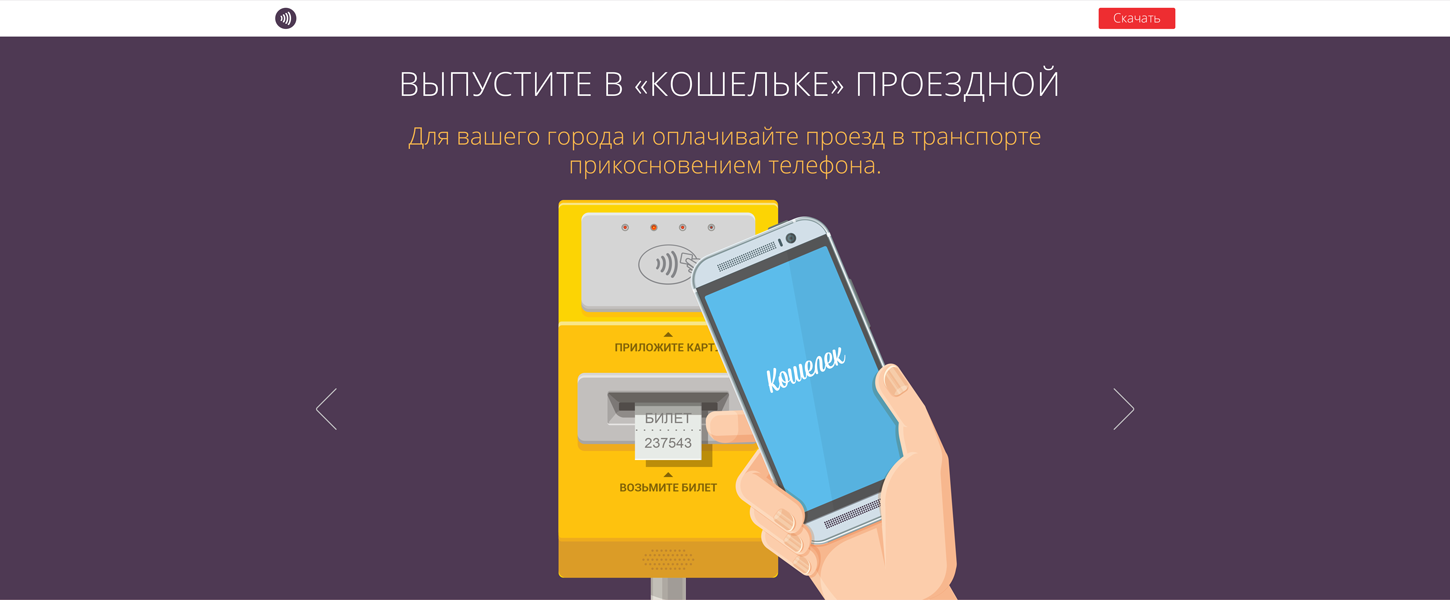 Скачать
ВЫПУСТИТЕ В «КОШЕЛЬКЕ» ПРОЕЗДНОЙ
Для вашего города и оплачивайте проезд в транспорте
прикосновением телефона.
ПРИЛОЖИТЕ КАРТ
Кошелек
БИЛЕТ
237543
ВОЗЬМИТЕ БИЛЕТ